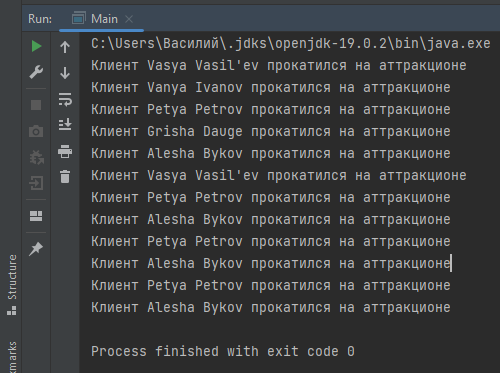 Run: Main ×
C:\Users\Василий\.jdks\openjdk-19.0.2\bin\java.exe
Клиент Vasya Vasil'ev прокатился на аттракционе
Клиент Vanya Ivanov прокатился на аттракционе
Клиент Petya Petrov прокатился на аттракционе
Клиент Grisha Dauge прокатился на аттракционе
Клиент Alesha Bykov прокатился на аттракционе
Клиент Vasya Vasil'ev прокатился на аттракционе
Клиент Petya Petrov прокатился на аттракционе
Клиент Alesha Bykov прокатился на аттракционе
Клиент Petya Petrov прокатился на аттракционе
Клиент Alesha Bykov прокатился на аттракционе
Клиент Petya Petrov прокатился на аттракционе
Клиент Alesha Bykov прокатился на аттракционе
Process finished with exit code 0
Structure